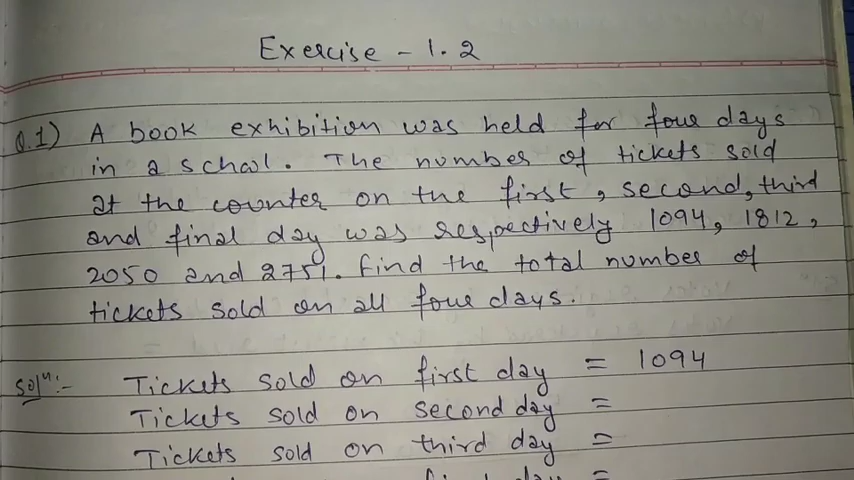 Exercise - 1.2
Q.1) A book exhibition was held for four days
in a school. The number of tickets sold
at the counter on the first, second, third
and final day was respectively 1094, 1812,
2050 and 2751. Find the total number of
tickets sold on all four days.
Solⁿ:- Tickets sold on first day = 1094
Tickets sold on second day =
Tickets sold on third day =